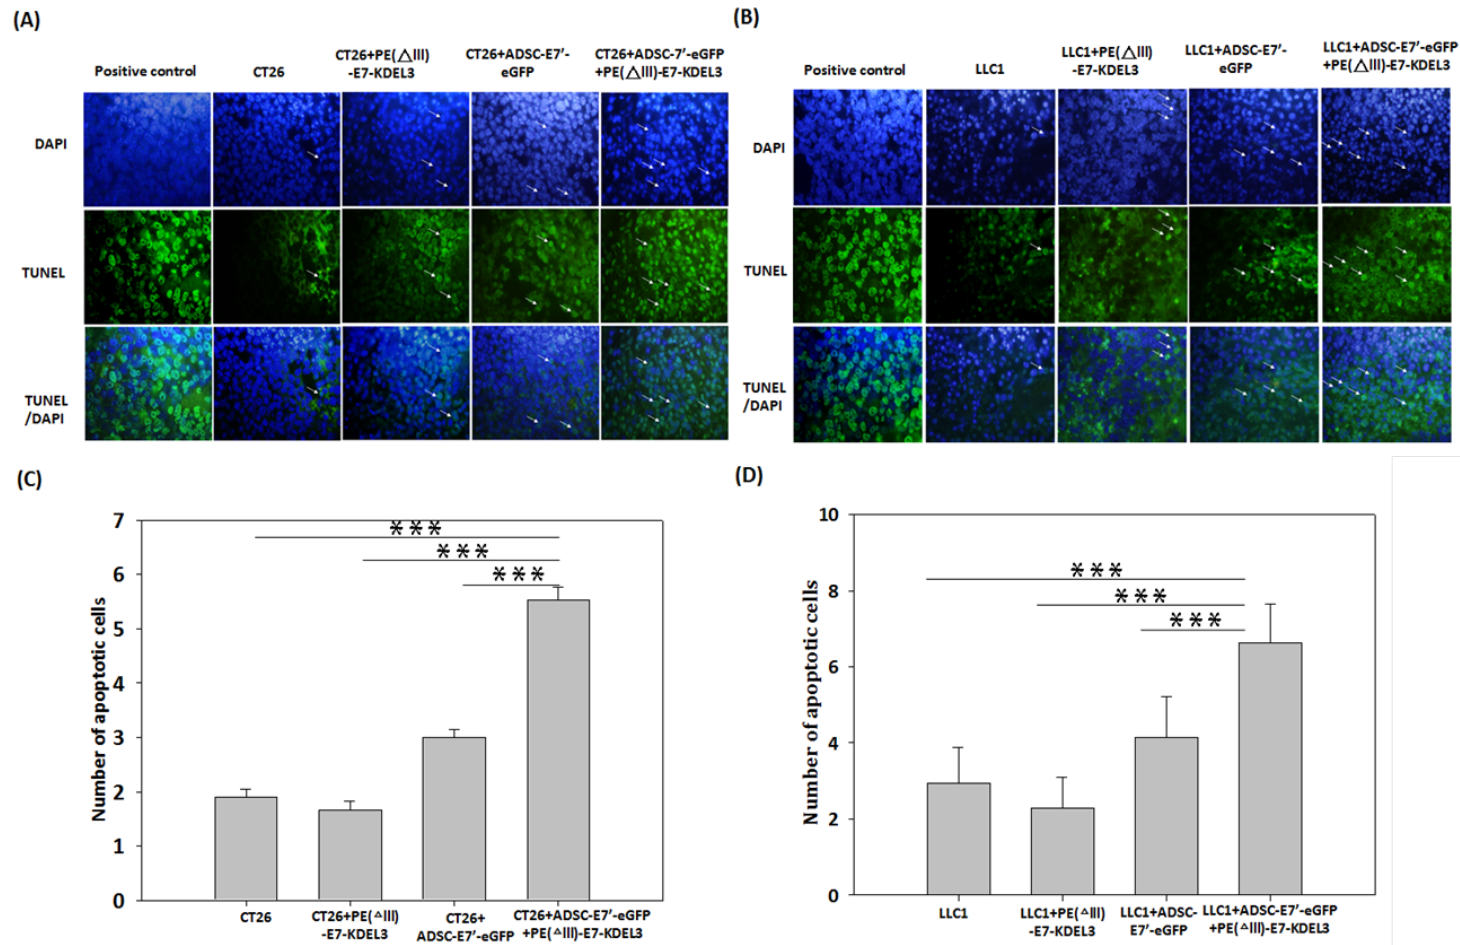 (A)
Positive control
CT26
CT26+PE(△III)
-E7-KDEL3
CT26+ADSC-E7′-
eGFP
CT26+ADSC-7′-eGFP
+PE(△III)-E7-KDEL3
DAPI
TUNEL
TUNEL
/DAPI
(B)
Positive control
LLC1
LLC1+PE(△III)
-E7-KDEL3
LLC1+ADSC-E7′-
eGFP
LLC1+ADSC-E7′-eGFP
+PE(△III)-E7-KDEL3
DAPI
TUNEL
TUNEL
/DAPI
(C)
Number of apoptotic cells
7
6
5
4
3
2
1
0
***
***
***
CT26
CT26+PE(△III)
-E7-KDEL3
CT26+
ADSC-E7′-eGFP
CT26+ADSC-E7′-eGFP
+PE(△III)-E7-KDEL3
(D)
Number of apoptotic cells
10
8
6
4
2
0
***
***
***
LLC1
LLC1+PE(△III)
-E7-KDEL3
LLC1+ADSC-
E7′-eGFP
LLC1+ADSC-E7′-eGFP
+PE(△III)-E7-KDEL3